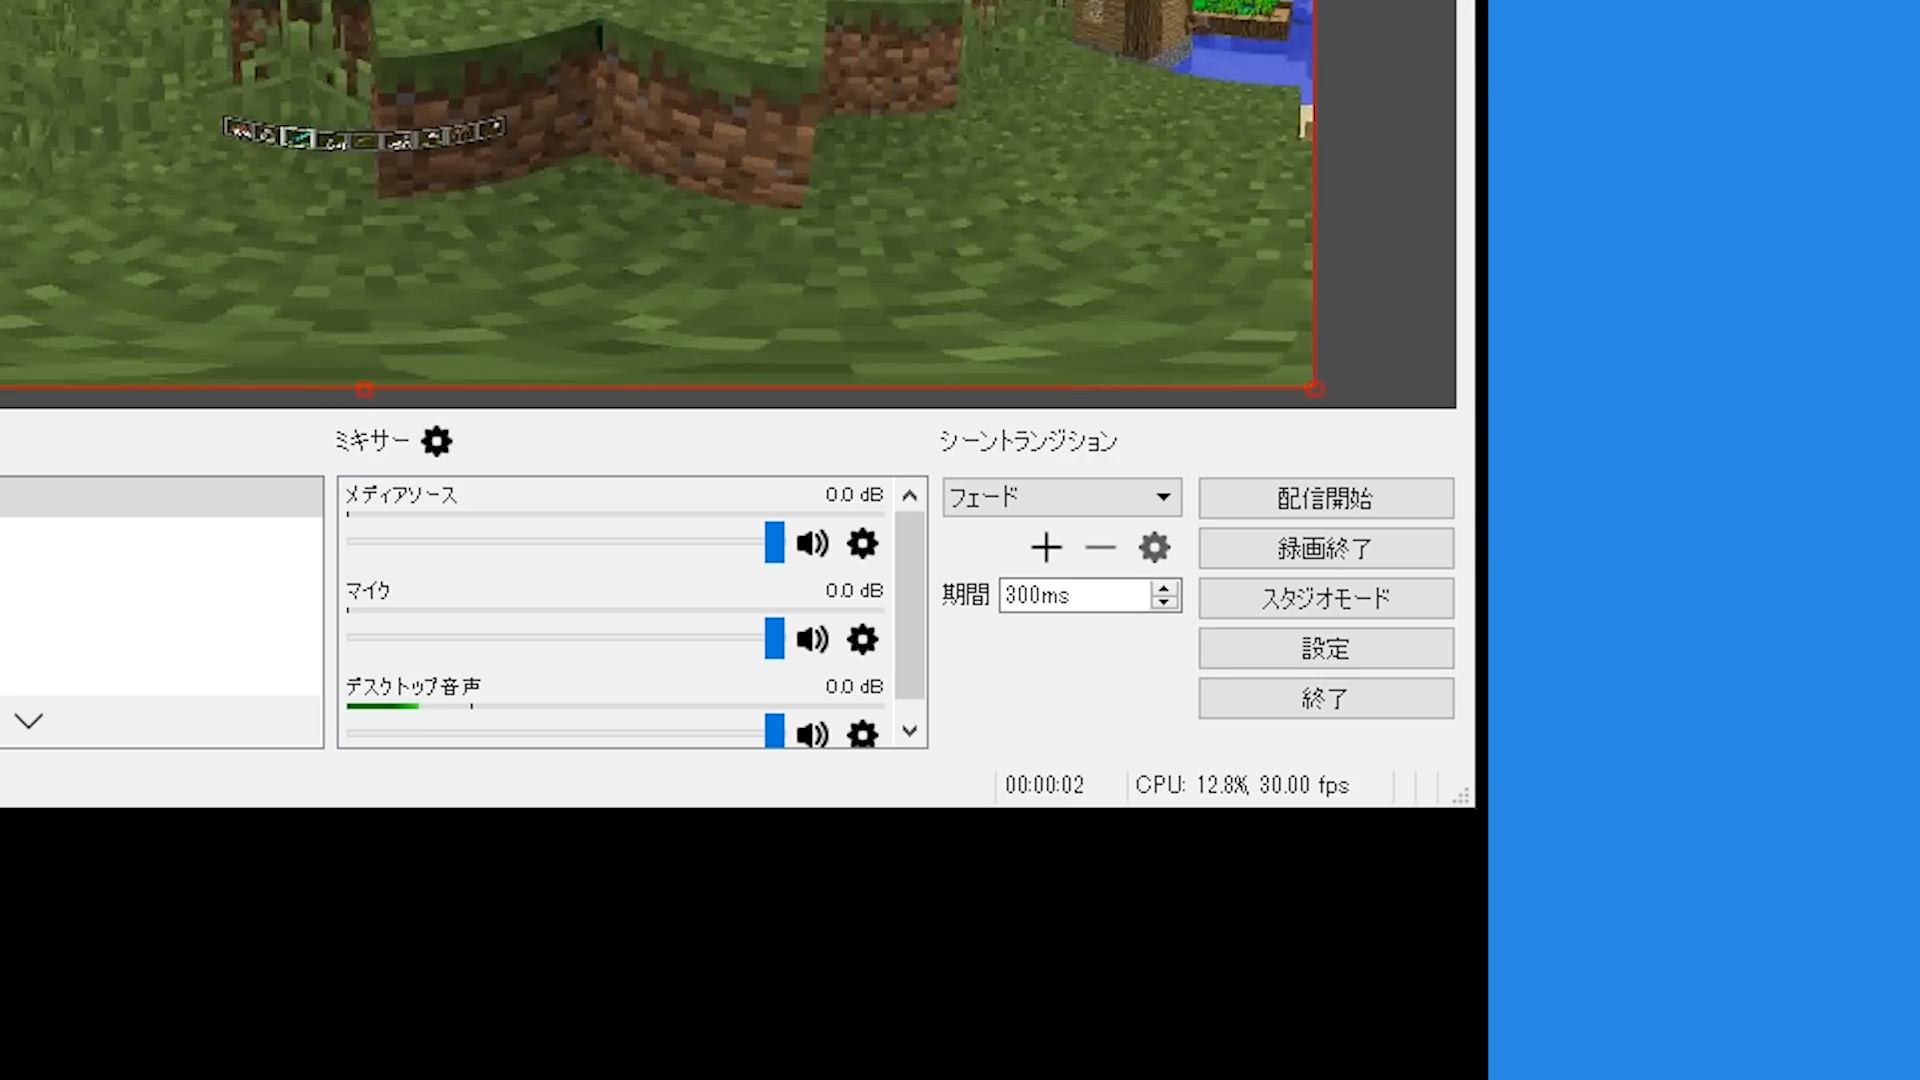 ミキサー
シーントランジション
メディアソース 0.0 dB
フェード
配信開始
録画終了
マイク 0.0 dB
期間 300ms
スタジオモード
設定
デスクトップ音声 0.0 dB
終了
00:00:02 CPU: 12.8%, 30.00 fps